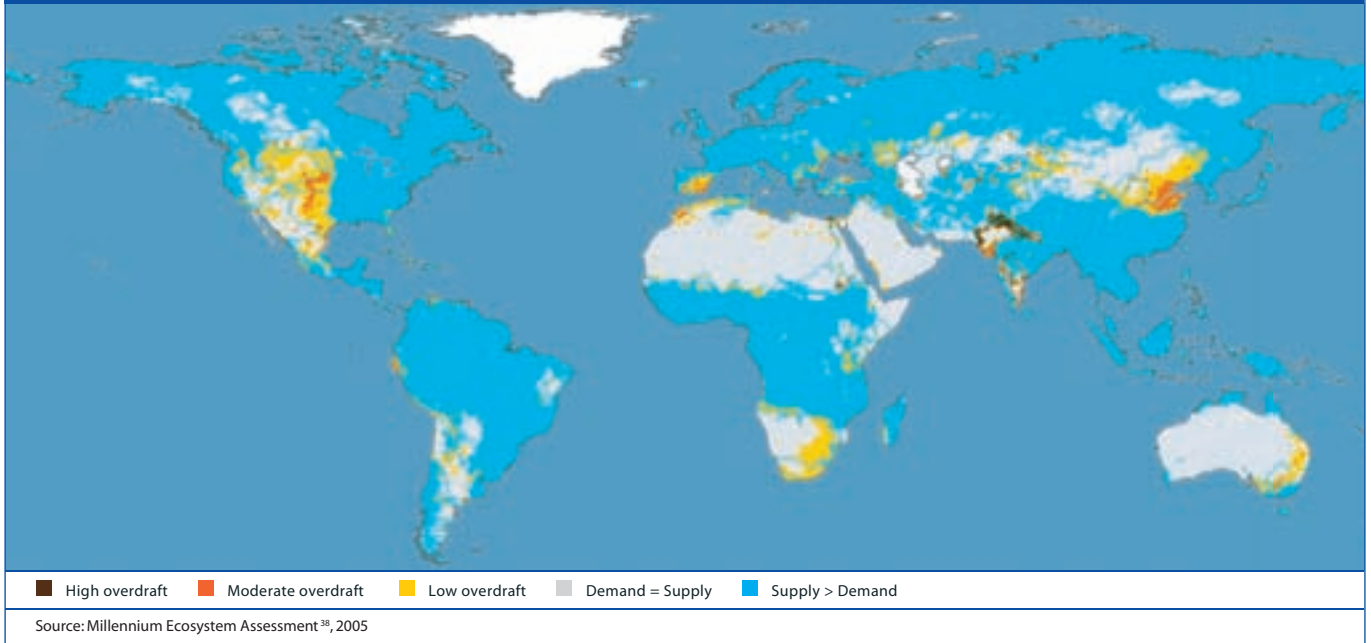 High overdraft Moderate overdraft Low overdraft Demand = Supply Supply > Demand
Source: Millennium Ecosystem Assessment 38, 2005